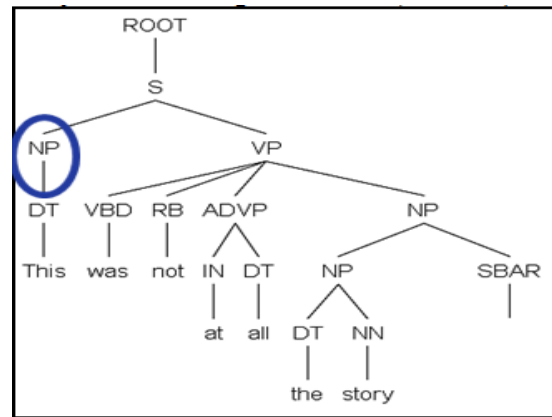 ROOT
S
NP VP
DT VBD RB ADVP NP
This was not IN DT NP SBAR
at all DT NN
the story